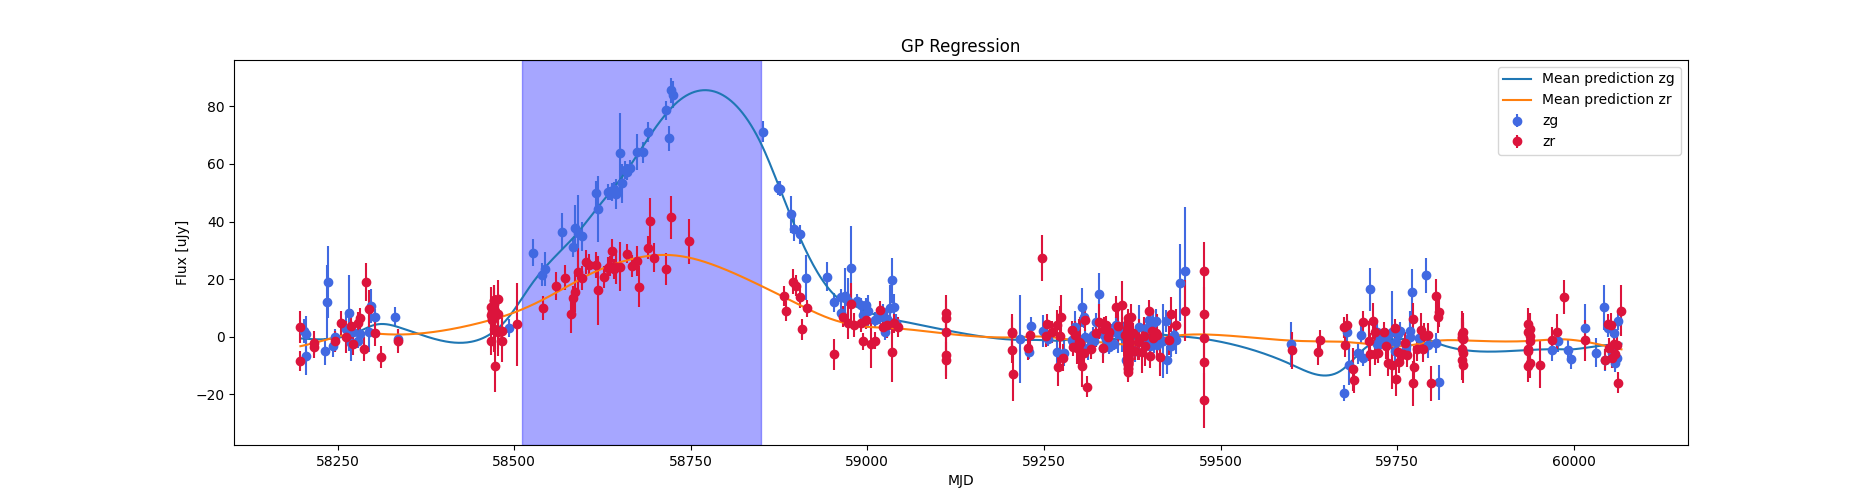 GP Regression
Mean prediction zg
Mean prediction zr
zg
zr
Flux [uJy]
80
60
40
20
0
−20
58250 58500 58750 59000 59250 59500 59750 60000
MJD